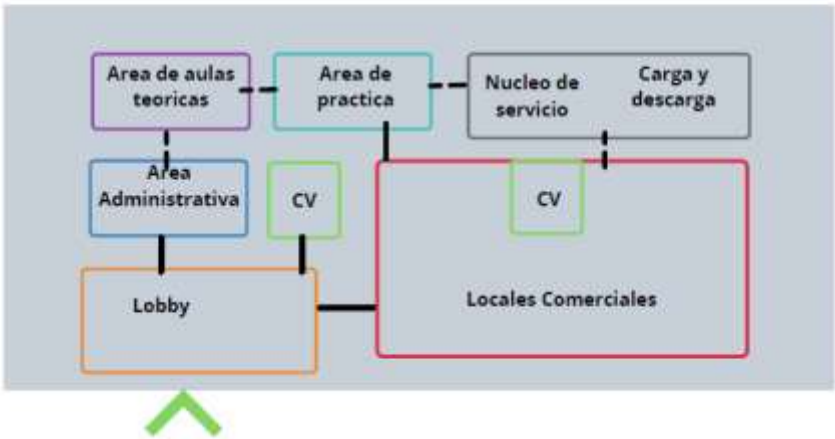 Area de aulas
teoricas
Area de
practica
Nucleo de
servicio
Carga y
descarga
Area
Administrativa
CV
CV
Lobby
Locales Comerciales